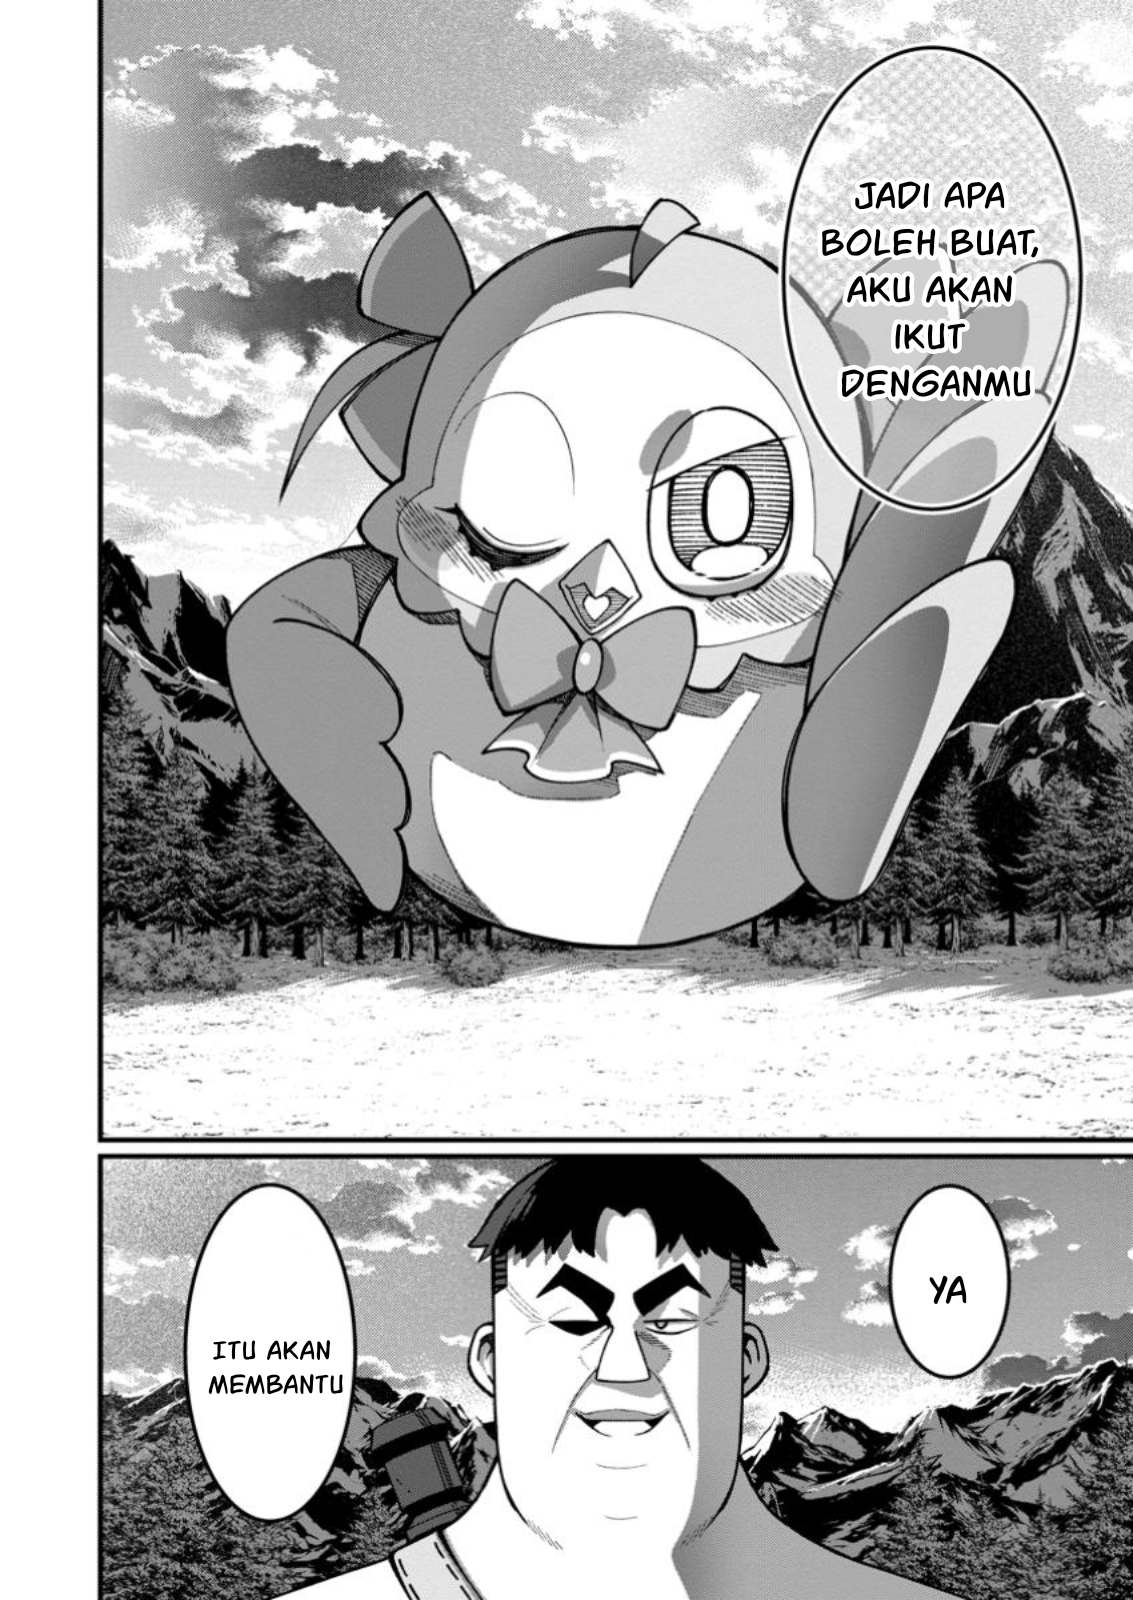 JADI APA
BOLEH BUAT,
AKU AKAN
IKUT
DENGANMU
YA
ITU AKAN
MEMBANTU